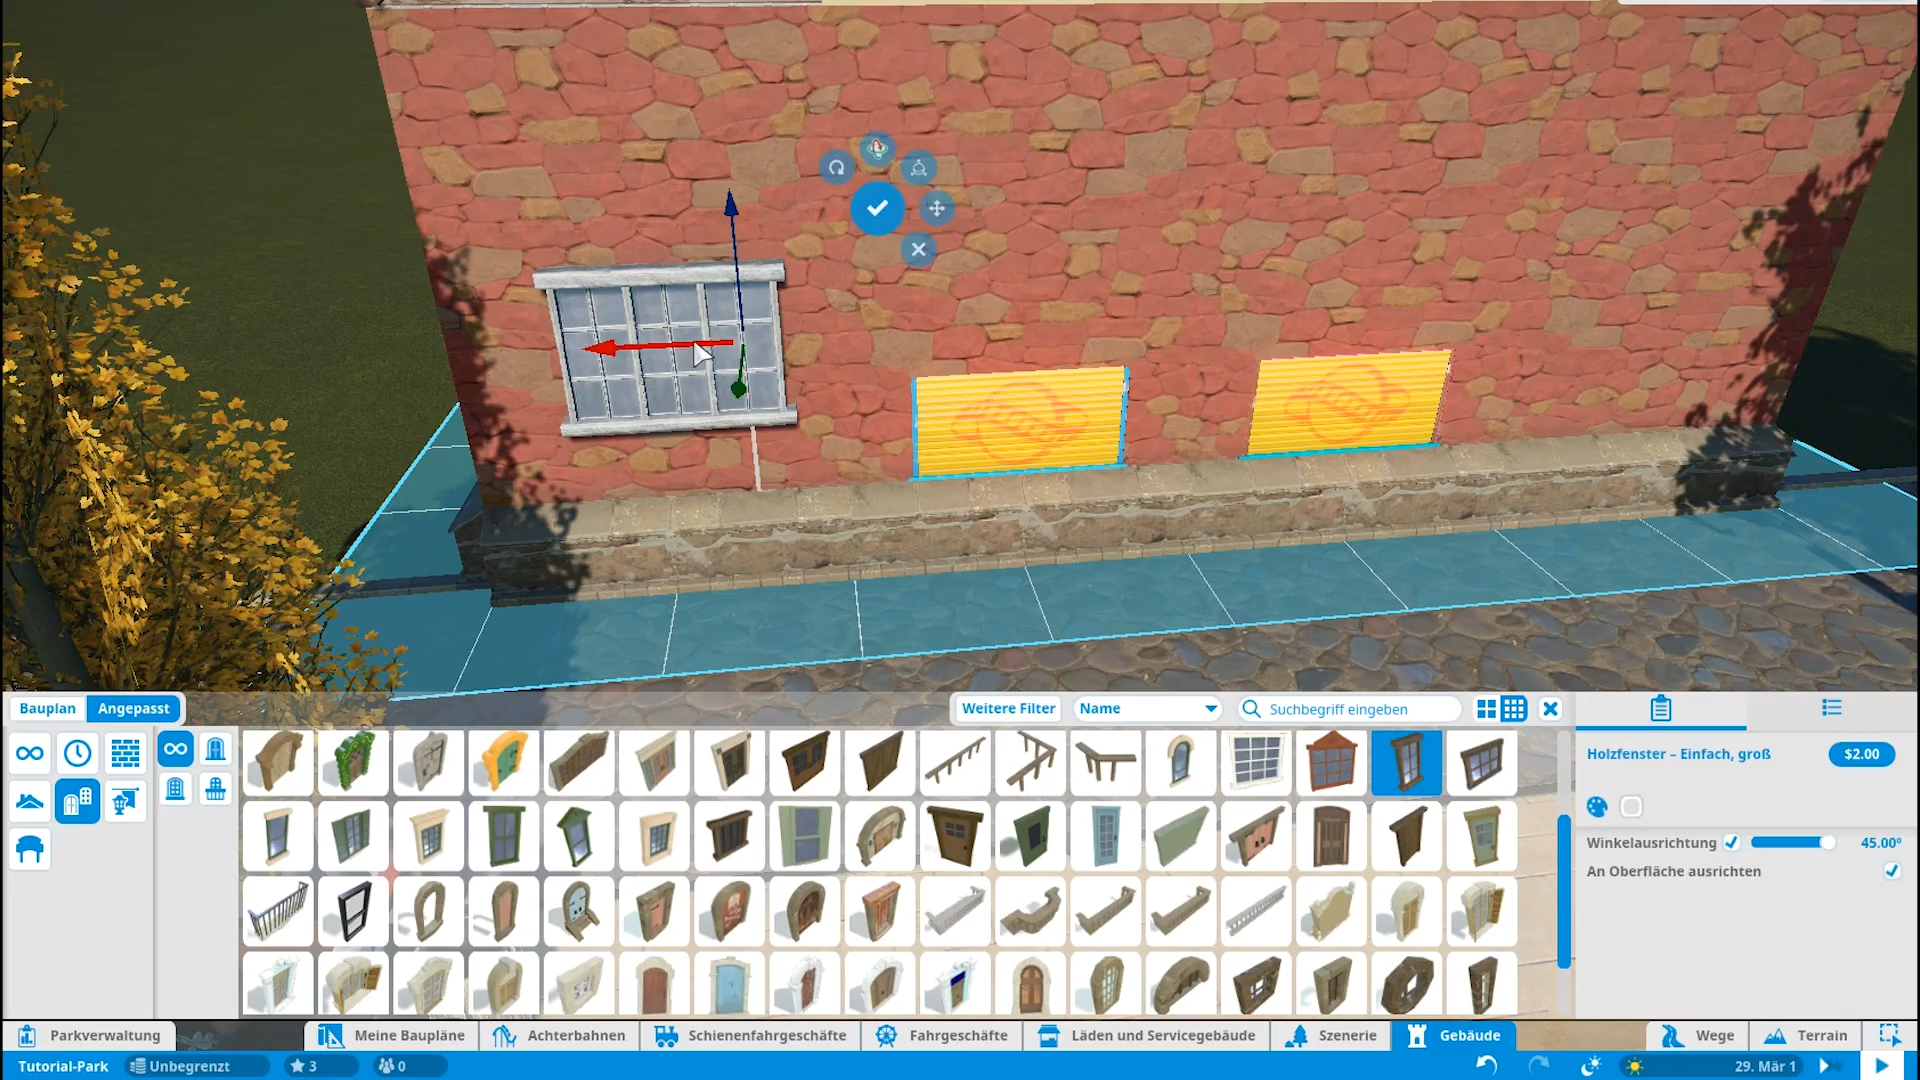 Bauplan
Angepasst
Weitere Filter
Name
Suchbegriff eingeben
Holzfenster – Einfach, groß
$2.00
Winkelausrichtung
45.00°
An Oberfläche ausrichten
Parkverwaltung
Meine Baupläne
Achterbahnen
Schienenfahrgeschäfte
Fahrgeschäfte
Läden und Servicegebäude
Szenerie
Gebäude
Wege
Terrain
Tutorial-Park
Unbegrenzt
3
0
29. Mär 1